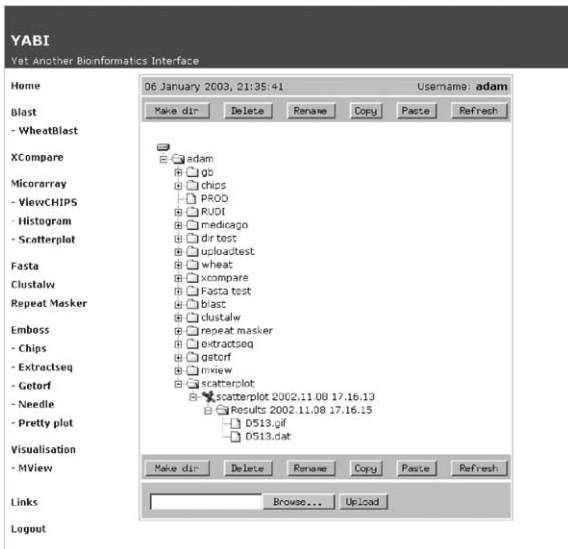 YABI
Yet Another Bioinformatics Interface
Home
Blast
- WheatBlast
XCompare
Micorarray
- ViewCHIPS
- Histogram
- Scatterplot
Fasta
Clustalw
Repeat Masker
Emboss
- Chips
- Extractseq
- Getorf
- Needle
- Pretty plot
Visualisation
- MView
Links
Logout
06 January 2003, 21:35:41 Username: adam
Make dir Delete Rename Copy Paste Refresh
adam
gb
chips
PROD
RUDI
medicago
dir test
uploadtest
wheat
xcompare
Fasta test
blast
clustalw
repeat masker
extractseq
getorf
mview
scatterplot
scatterplot 2002.11.08 17.16.13
Results 2002.11.08 17.16.15
D513.gif
D513.dat
Make dir Delete Rename Copy Paste Refresh
Browse... Upload